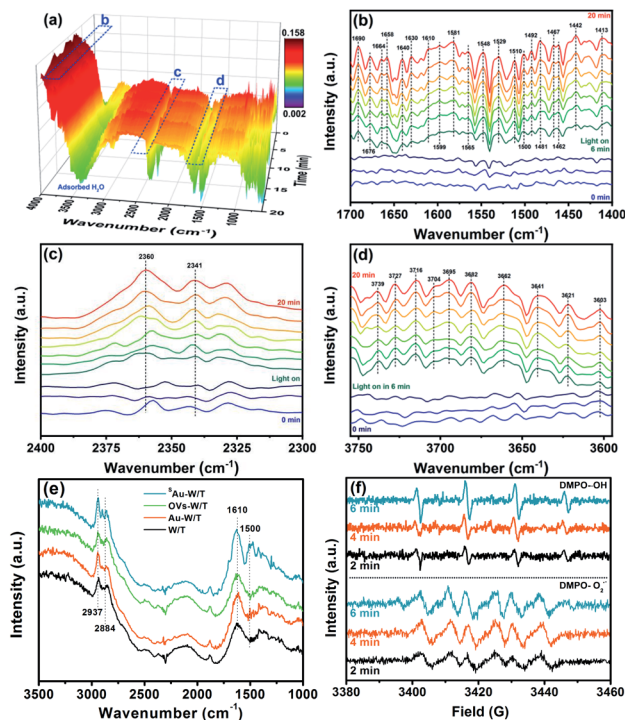 (a)
b
c
d
0.158
0.002
Adsorbed H2O
4000 3500 2500 1500 1000
0 5 10 15 20
Time (min)
Wavenumber (cm-1)
(b)
20 min
1690 1664 1658 1640 1630 1610 1581 1548 1529 1510 1492 1467 1442 1413
1676 1599 1565 1500 1481 1462
Light on
6 min
0 min
Intensity (a.u.)
1700 1650 1600 1550 1500 1450 1400
Wavenumber (cm-1)
(c)
2360 2341
20 min
Light on
0 min
Intensity (a.u.)
2400 2375 2350 2325 2300
Wavenumber (cm-1)
(d)
20 min
3739 3727 3716 3704 3695 3682 3662 3641 3621 3603
Light on in 6 min
0 min
Intensity (a.u.)
3750 3700 3650 3600
Wavenumber (cm-1)
(e)
SAu-W/T
OVs-W/T
Au-W/T
W/T
1610
1500
2937
2884
Intensity (a.u.)
3500 3000 2500 2000 1500 1000
Wavenumber (cm-1)
(f)
DMPO-·OH
6 min
4 min
2 min
DMPO- O2·-
6 min
4 min
2 min
Intensity (a.u.)
3380 3400 3420 3440 3460
Field (G)